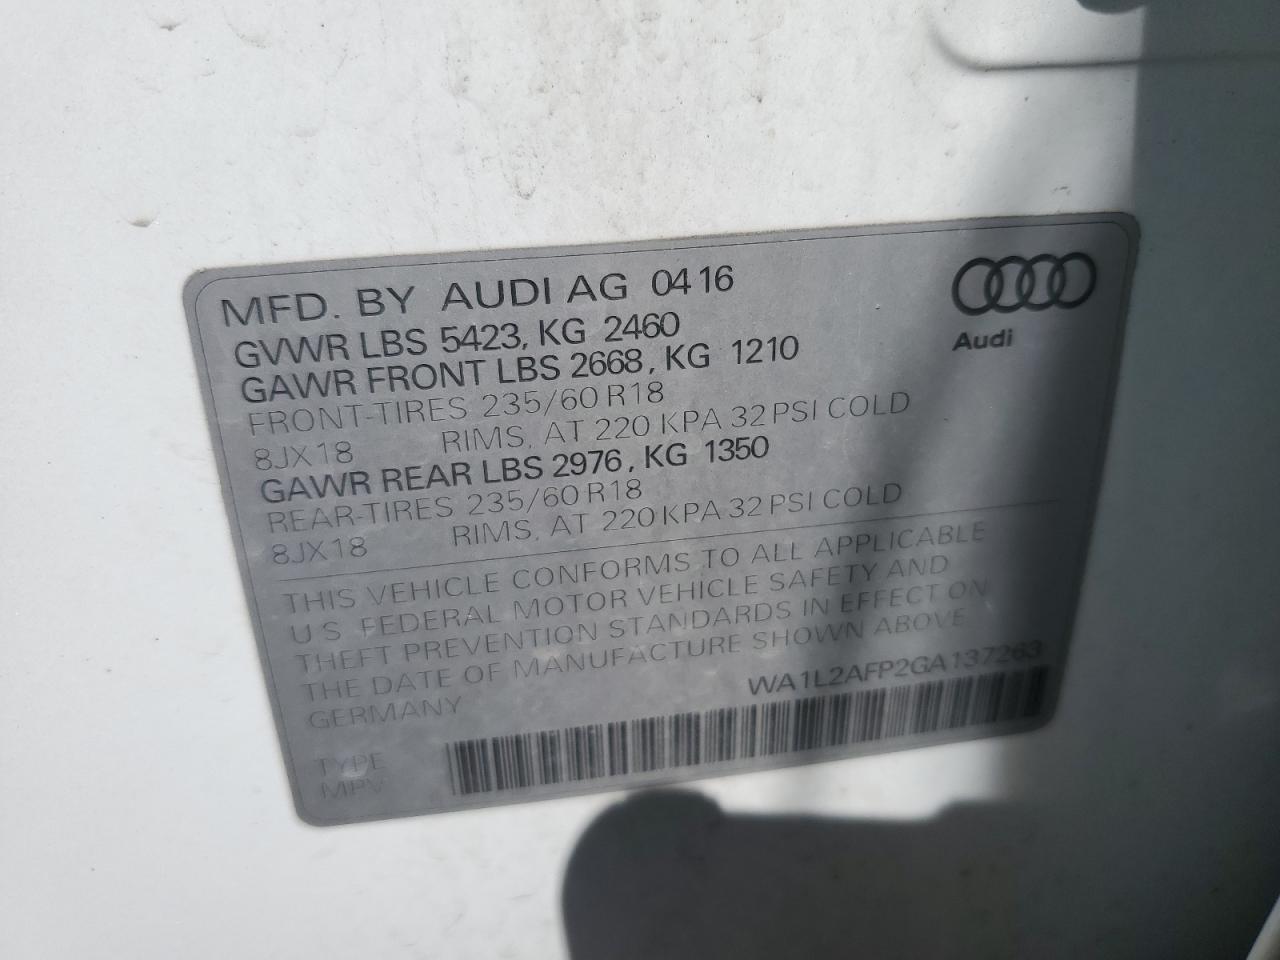 MFD. BY AUDI AG 0416
GVWR LBS 5423, KG 2460
GAWR FRONT LBS 2668, KG 1210
FRONT-TIRES 235/60 R18
8JX18 RIMS, AT 220 KPA 32 PSI COLD
GAWR REAR LBS 2976, KG 1350
REAR-TIRES 235/60 R18
8JX18 RIMS, AT 220 KPA 32 PSI COLD
Audi
THIS VEHICLE CONFORMS TO ALL APPLICABLE
U S FEDERAL MOTOR VEHICLE SAFETY AND
THEFT PREVENTION STANDARDS IN EFFECT ON
THE DATE OF MANUFACTURE SHOWN ABOVE
GERMANY WA1L2AFP2GA137263
TYPE
MPV